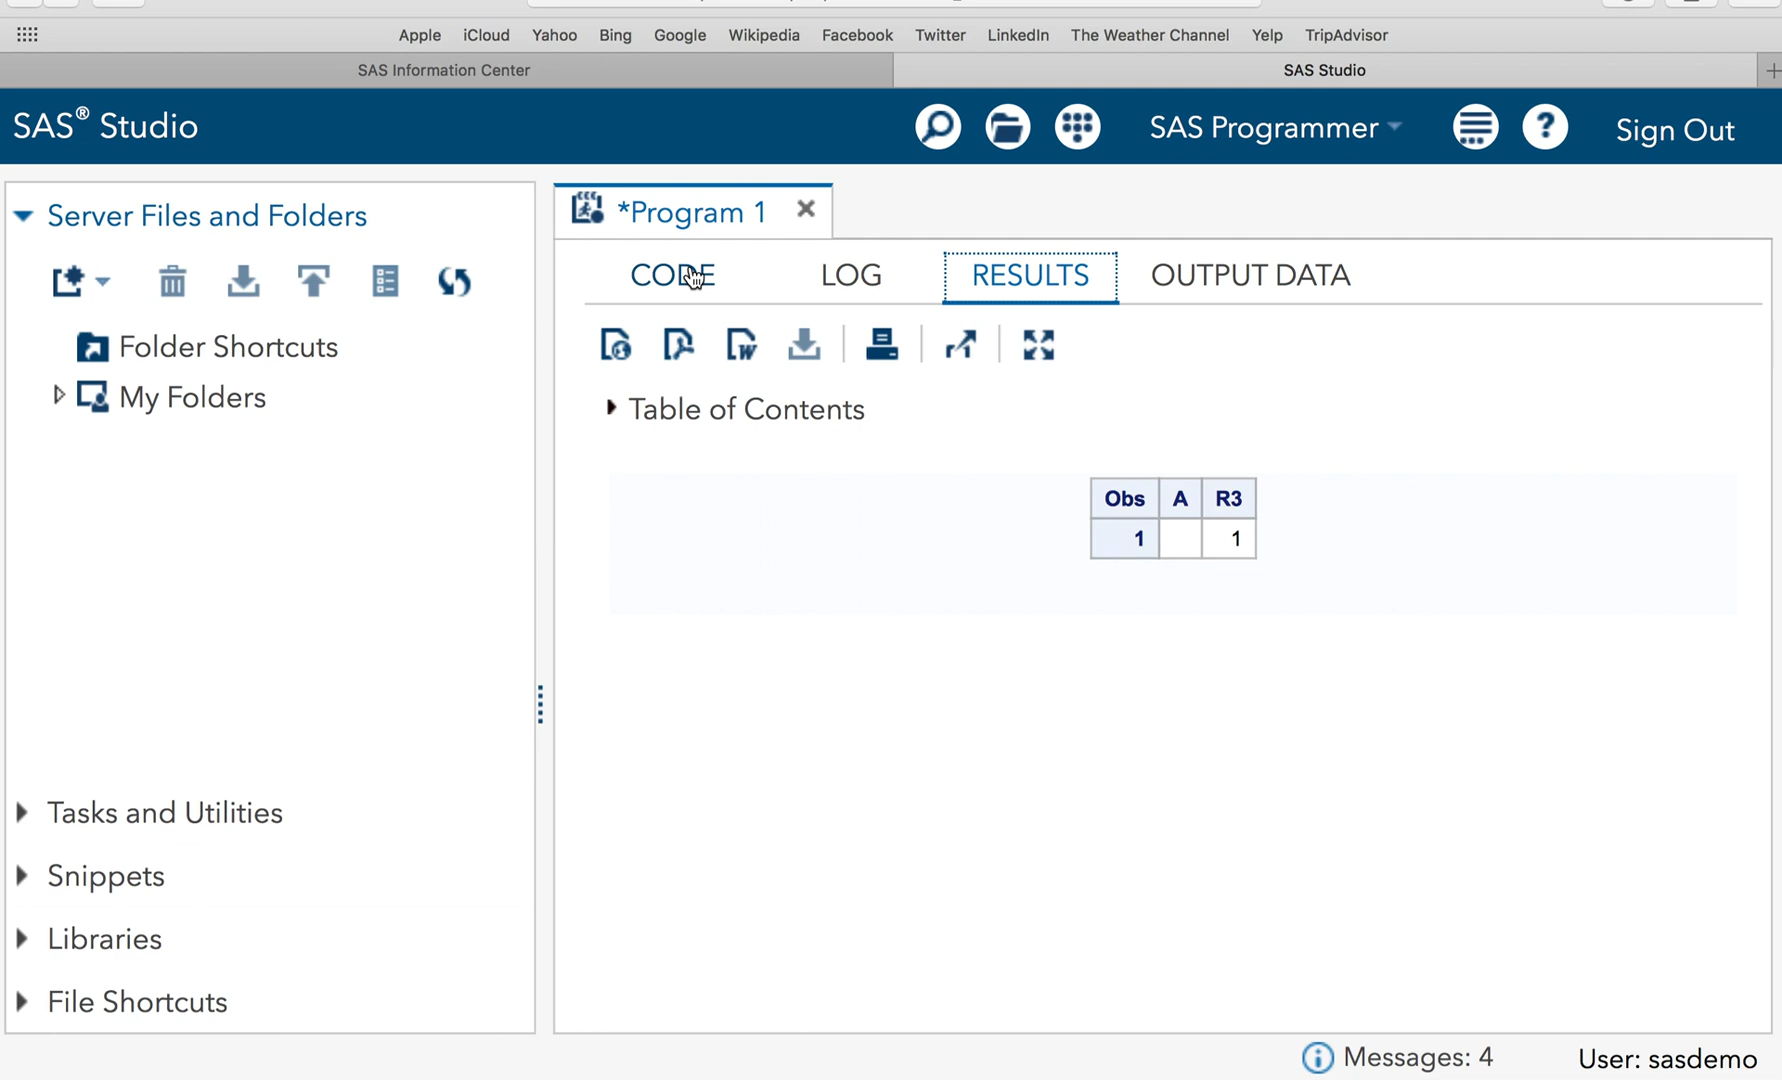 Apple iCloud Yahoo Bing Google Wikipedia Facebook Twitter LinkedIn The Weather Channel Yelp TripAdvisor
SAS Information Center SAS Studio
SAS® Studio SAS Programmer Sign Out
Server Files and Folders
*Program 1
CODE LOG RESULTS OUTPUT DATA
Folder Shortcuts
My Folders
Table of Contents
Obs A R3
1 1
Tasks and Utilities
Snippets
Libraries
File Shortcuts
Messages: 4 User: sasdemo